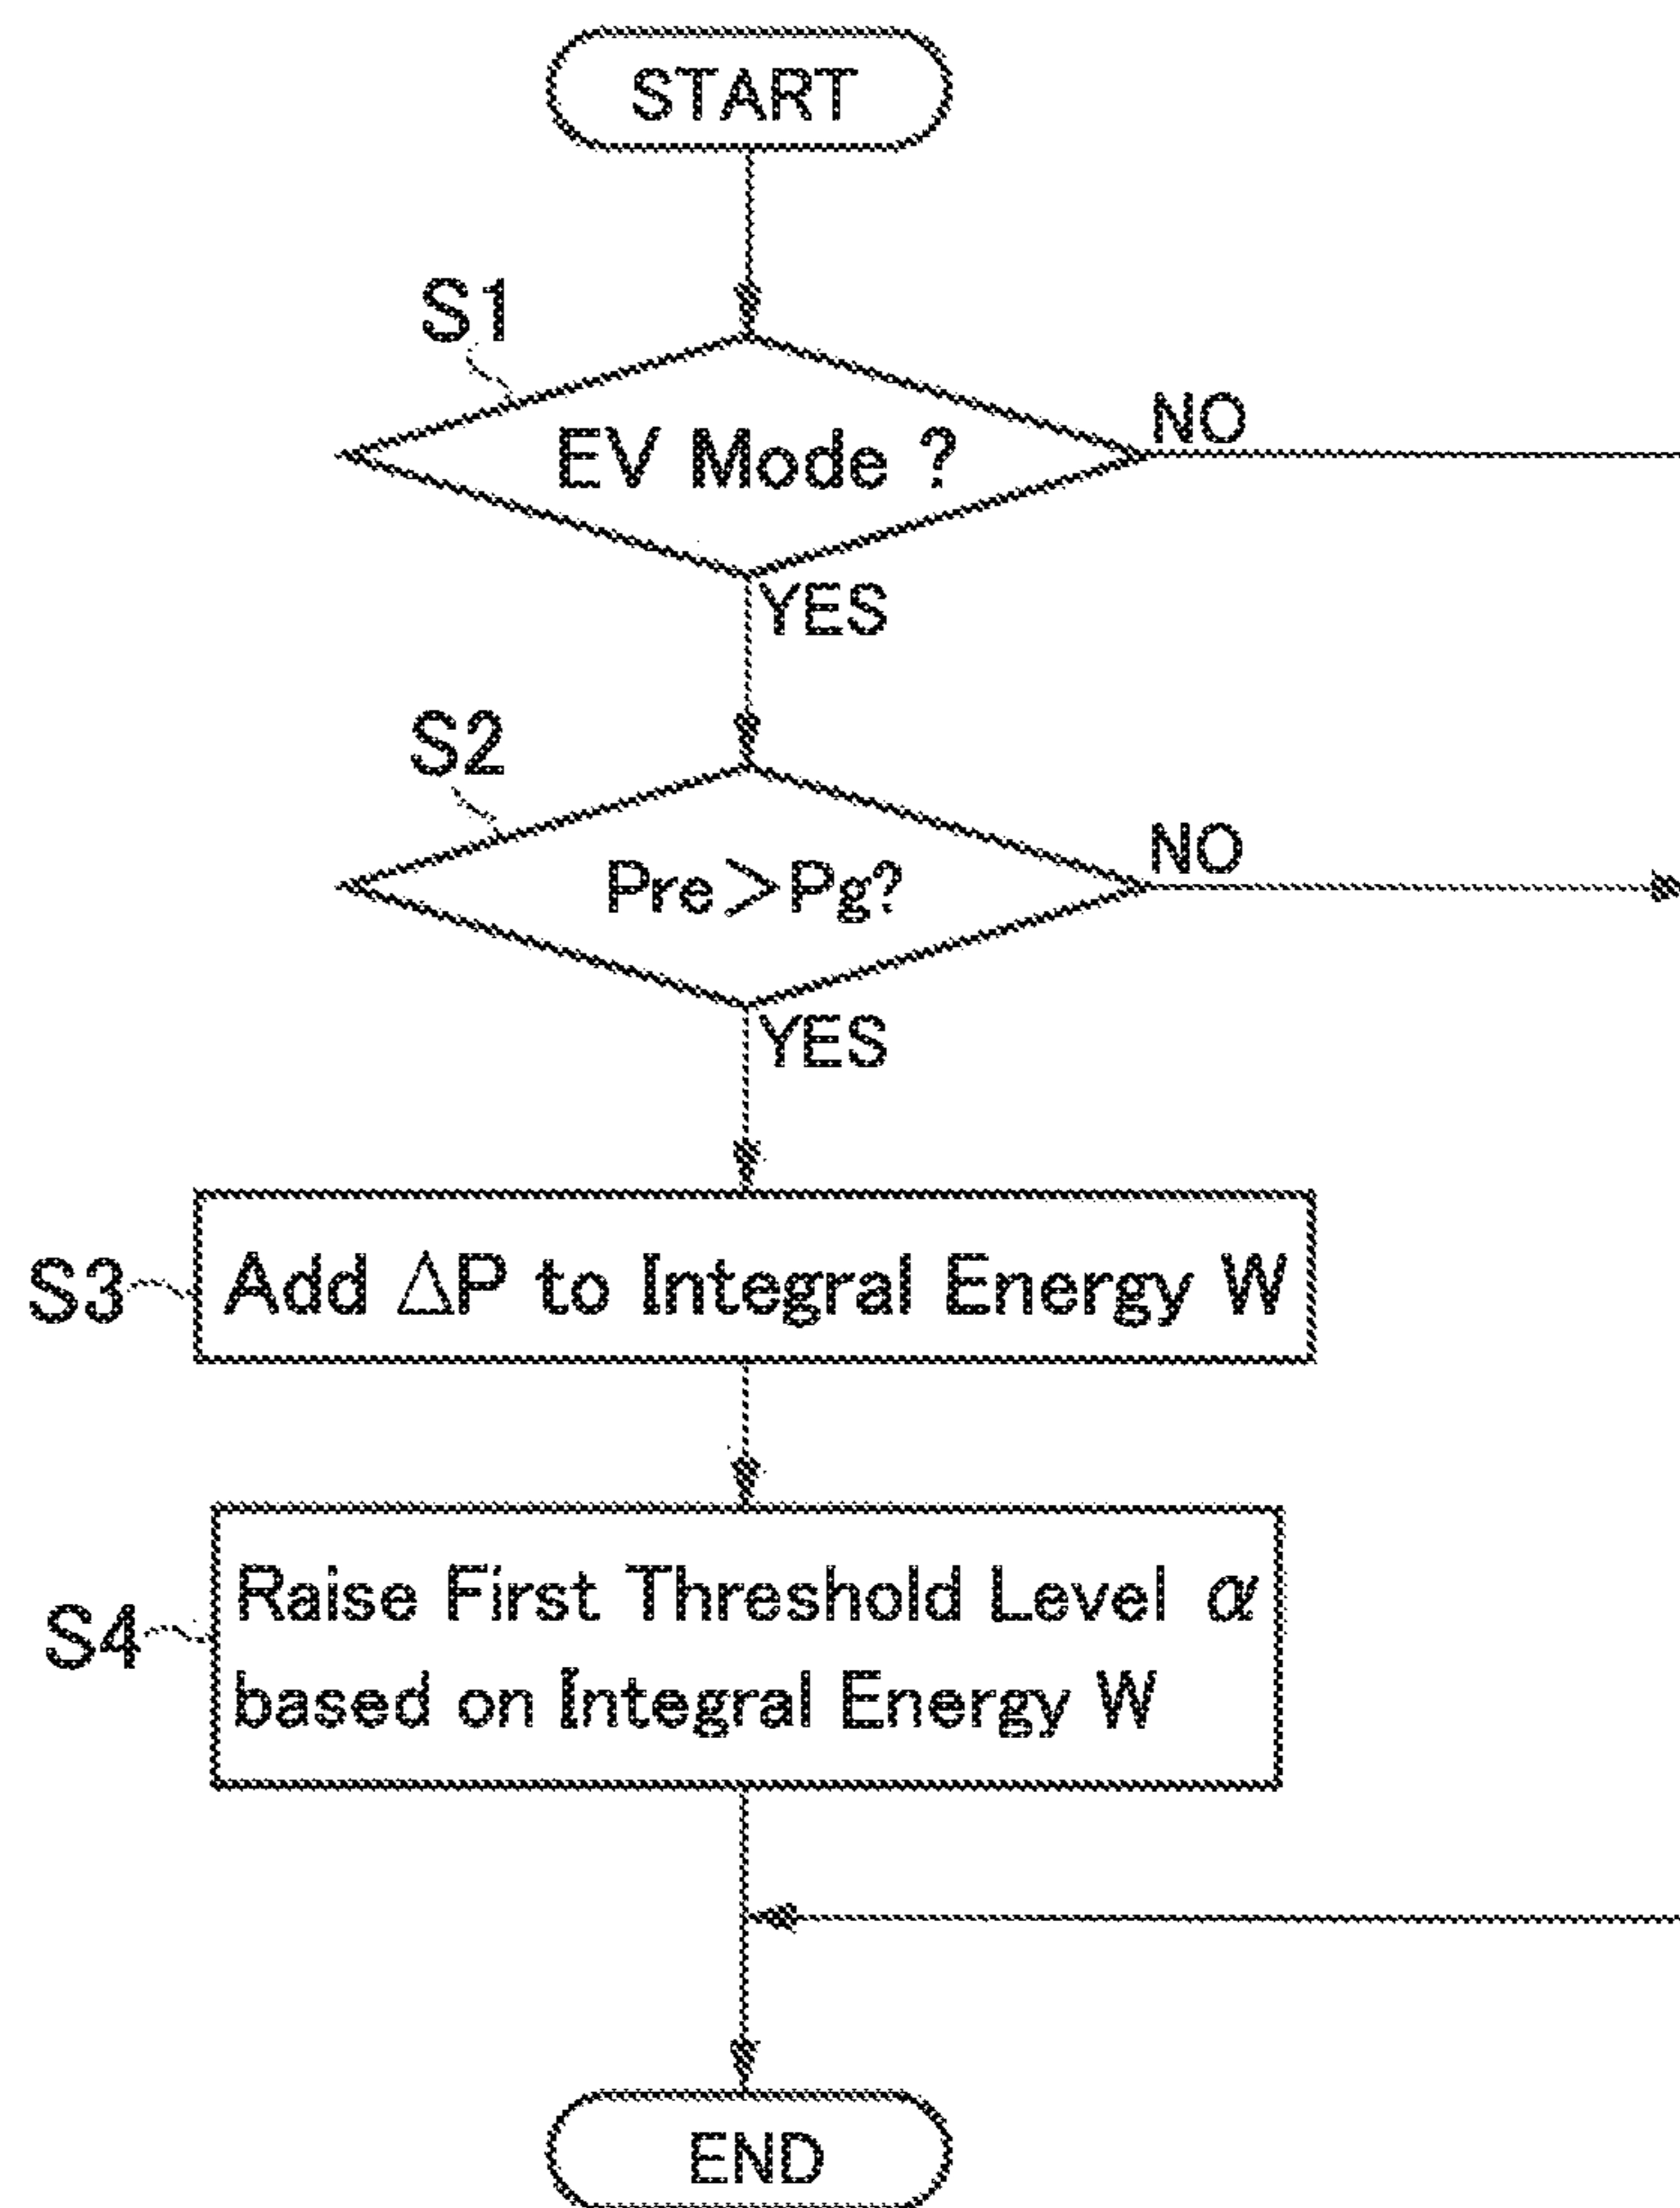 START
S1
EV Mode ?
NO
YES
S2
Pre＞Pg?
NO
YES
S3
Add ΔP to Integral Energy W
S4
Raise First Threshold Level α
based on Integral Energy W
END